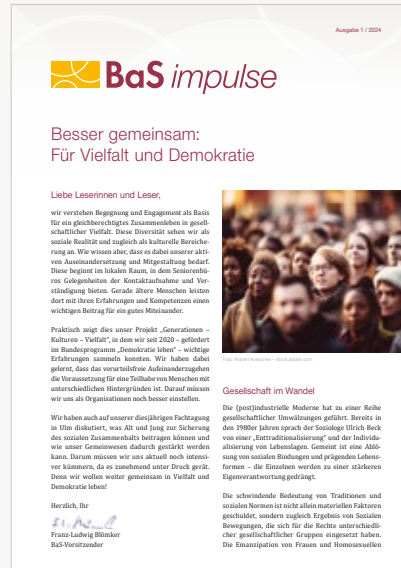 Ausgabe 1 / 2024
BaS impulse
Besser gemeinsam:
Für Vielfalt und Demokratie
Liebe Leserinnen und Leser,
wir verstehen Begegnung und Engagement als Basis
für ein gleichberechtigtes Zusammenleben in gesell-
schaftlicher Vielfalt. Diese Diversität sehen wir als
soziale Realität und zugleich als kulturelle Bereiche-
rung an. Wir wissen aber, dass es dabei unserer akti-
ven Auseinandersetzung und Mitgestaltung bedarf.
Diese beginnt im lokalen Raum, in dem Seniorenbü-
ros Gelegenheiten der Kontaktaufnahme und Ver-
ständigung bieten. Gerade ältere Menschen leisten
dort mit ihren Erfahrungen und Kompetenzen einen
wichtigen Beitrag für ein gutes Miteinander.
Praktisch zeigt dies unser Projekt „Generationen –
Kulturen – Vielfalt“, in dem wir seit 2020 – gefördert
im Bundesprogramm „Demokratie leben“ – wichtige
Erfahrungen sammeln konnten. Wir haben dabei
gelernt, dass das vorurteilsfreie Aufeinanderzugehen
die Voraussetzung für eine Teilhabe von Menschen mit
unterschiedlichen Hintergründen ist. Darauf müssen
wir uns als Organisationen noch besser einstellen.
Wir haben auch auf unserer diesjährigen Fachtagung
in Ulm diskutiert, was Alt und Jung zur Sicherung
des sozialen Zusammenhalts beitragen können und
wie unser Gemeinwesen dadurch gestärkt werden
kann. Darum müssen wir uns aktuell noch intensi-
ver kümmern, da es zunehmend unter Druck gerät.
Denn wir wollen weiter gemeinsam in Vielfalt und
Demokratie leben!
Herzlich, Ihr
Franz-Ludwig Blömker
BaS-Vorsitzender
Foto: Robert Kneschke – stock.adobe.com
Gesellschaft im Wandel
Die (post)industrielle Moderne hat zu einer Reihe
gesellschaftlicher Umwälzungen geführt. Bereits in
den 1980er Jahren sprach der Soziologe Ulrich Beck
von einer „Enttraditionalisierung“ und der Individu-
alisierung von Lebenslagen. Gemeint ist eine Ablö-
sung von sozialen Bindungen und prägenden Lebens-
formen – die Einzelnen werden zu einer stärkeren
Eigenverantwortung gedrängt.
Die schwindende Bedeutung von Traditionen und
sozialen Normen ist nicht allein materiellen Faktoren
geschuldet, sondern zugleich Ergebnis von Sozialen
Bewegungen, die sich für die Rechte unterschiedli-
cher gesellschaftlicher Gruppen eingesetzt haben.
Die Emanzipation von Frauen und Homosexuellen